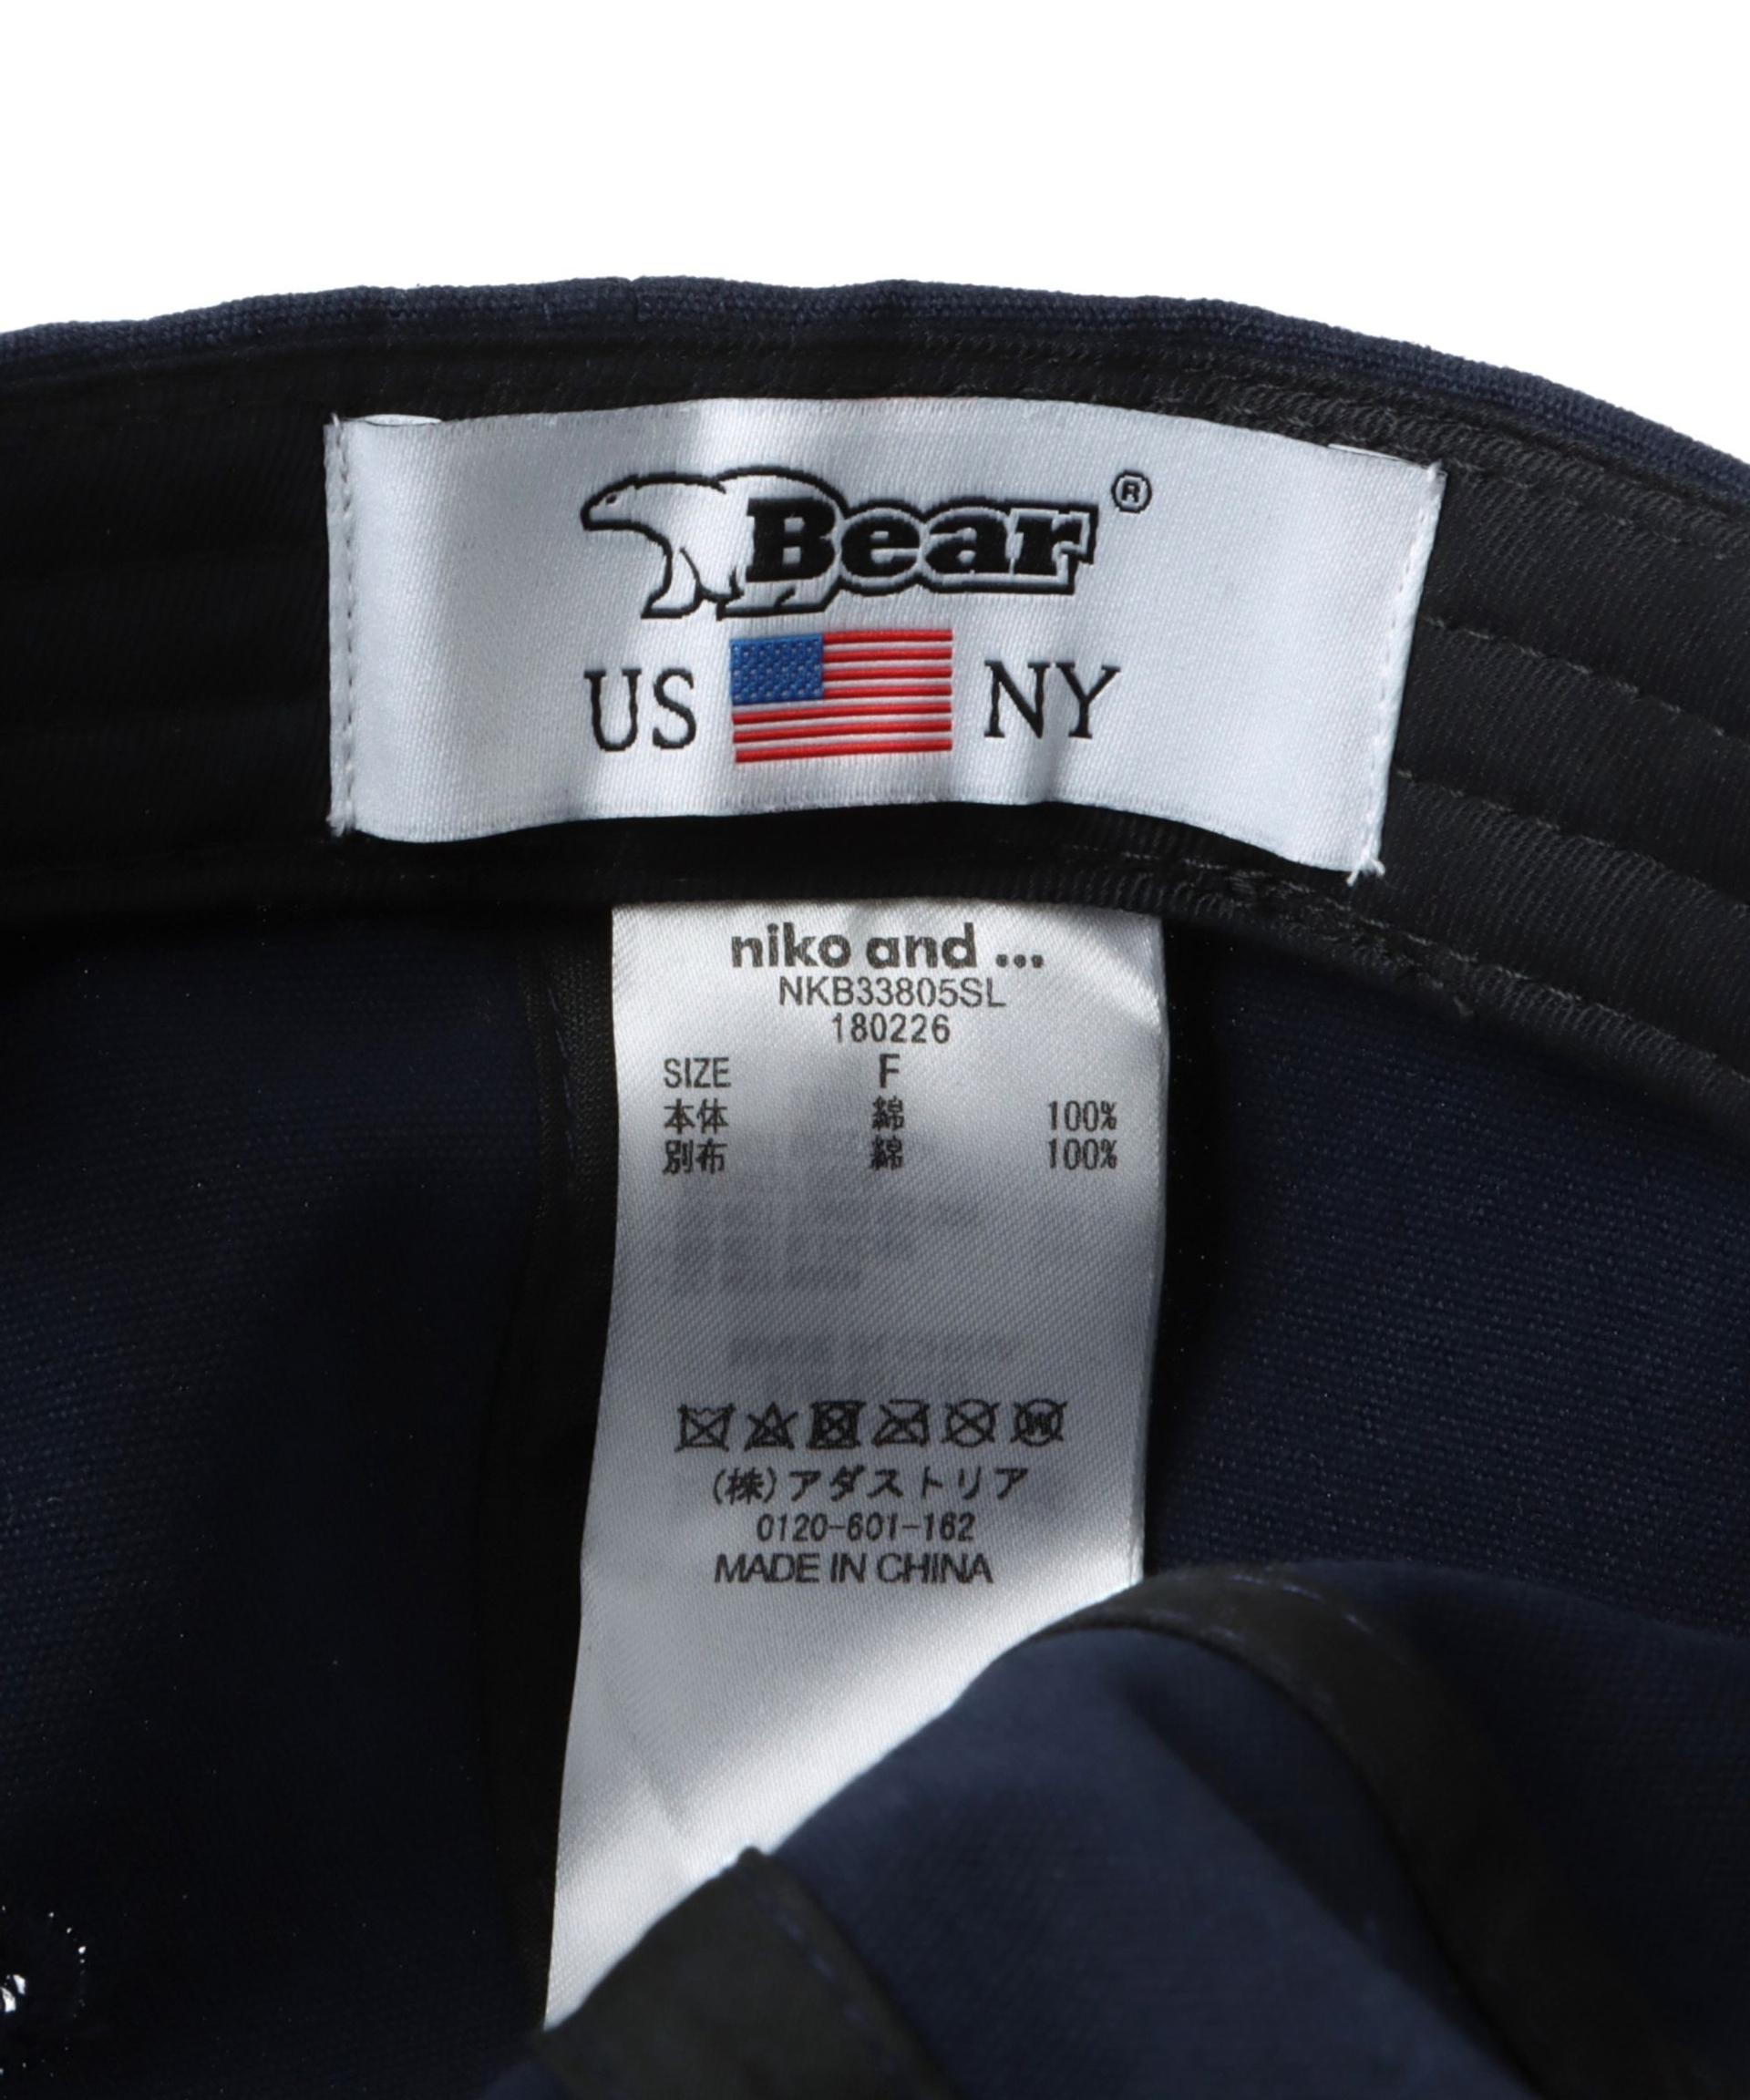 Bear®
US NY
niko and ...
NKB33805SL
180226
SIZE F
本体 綿 100%
別布 綿 100%
(株)アダストリア
0120-601-162
MADE IN CHINA